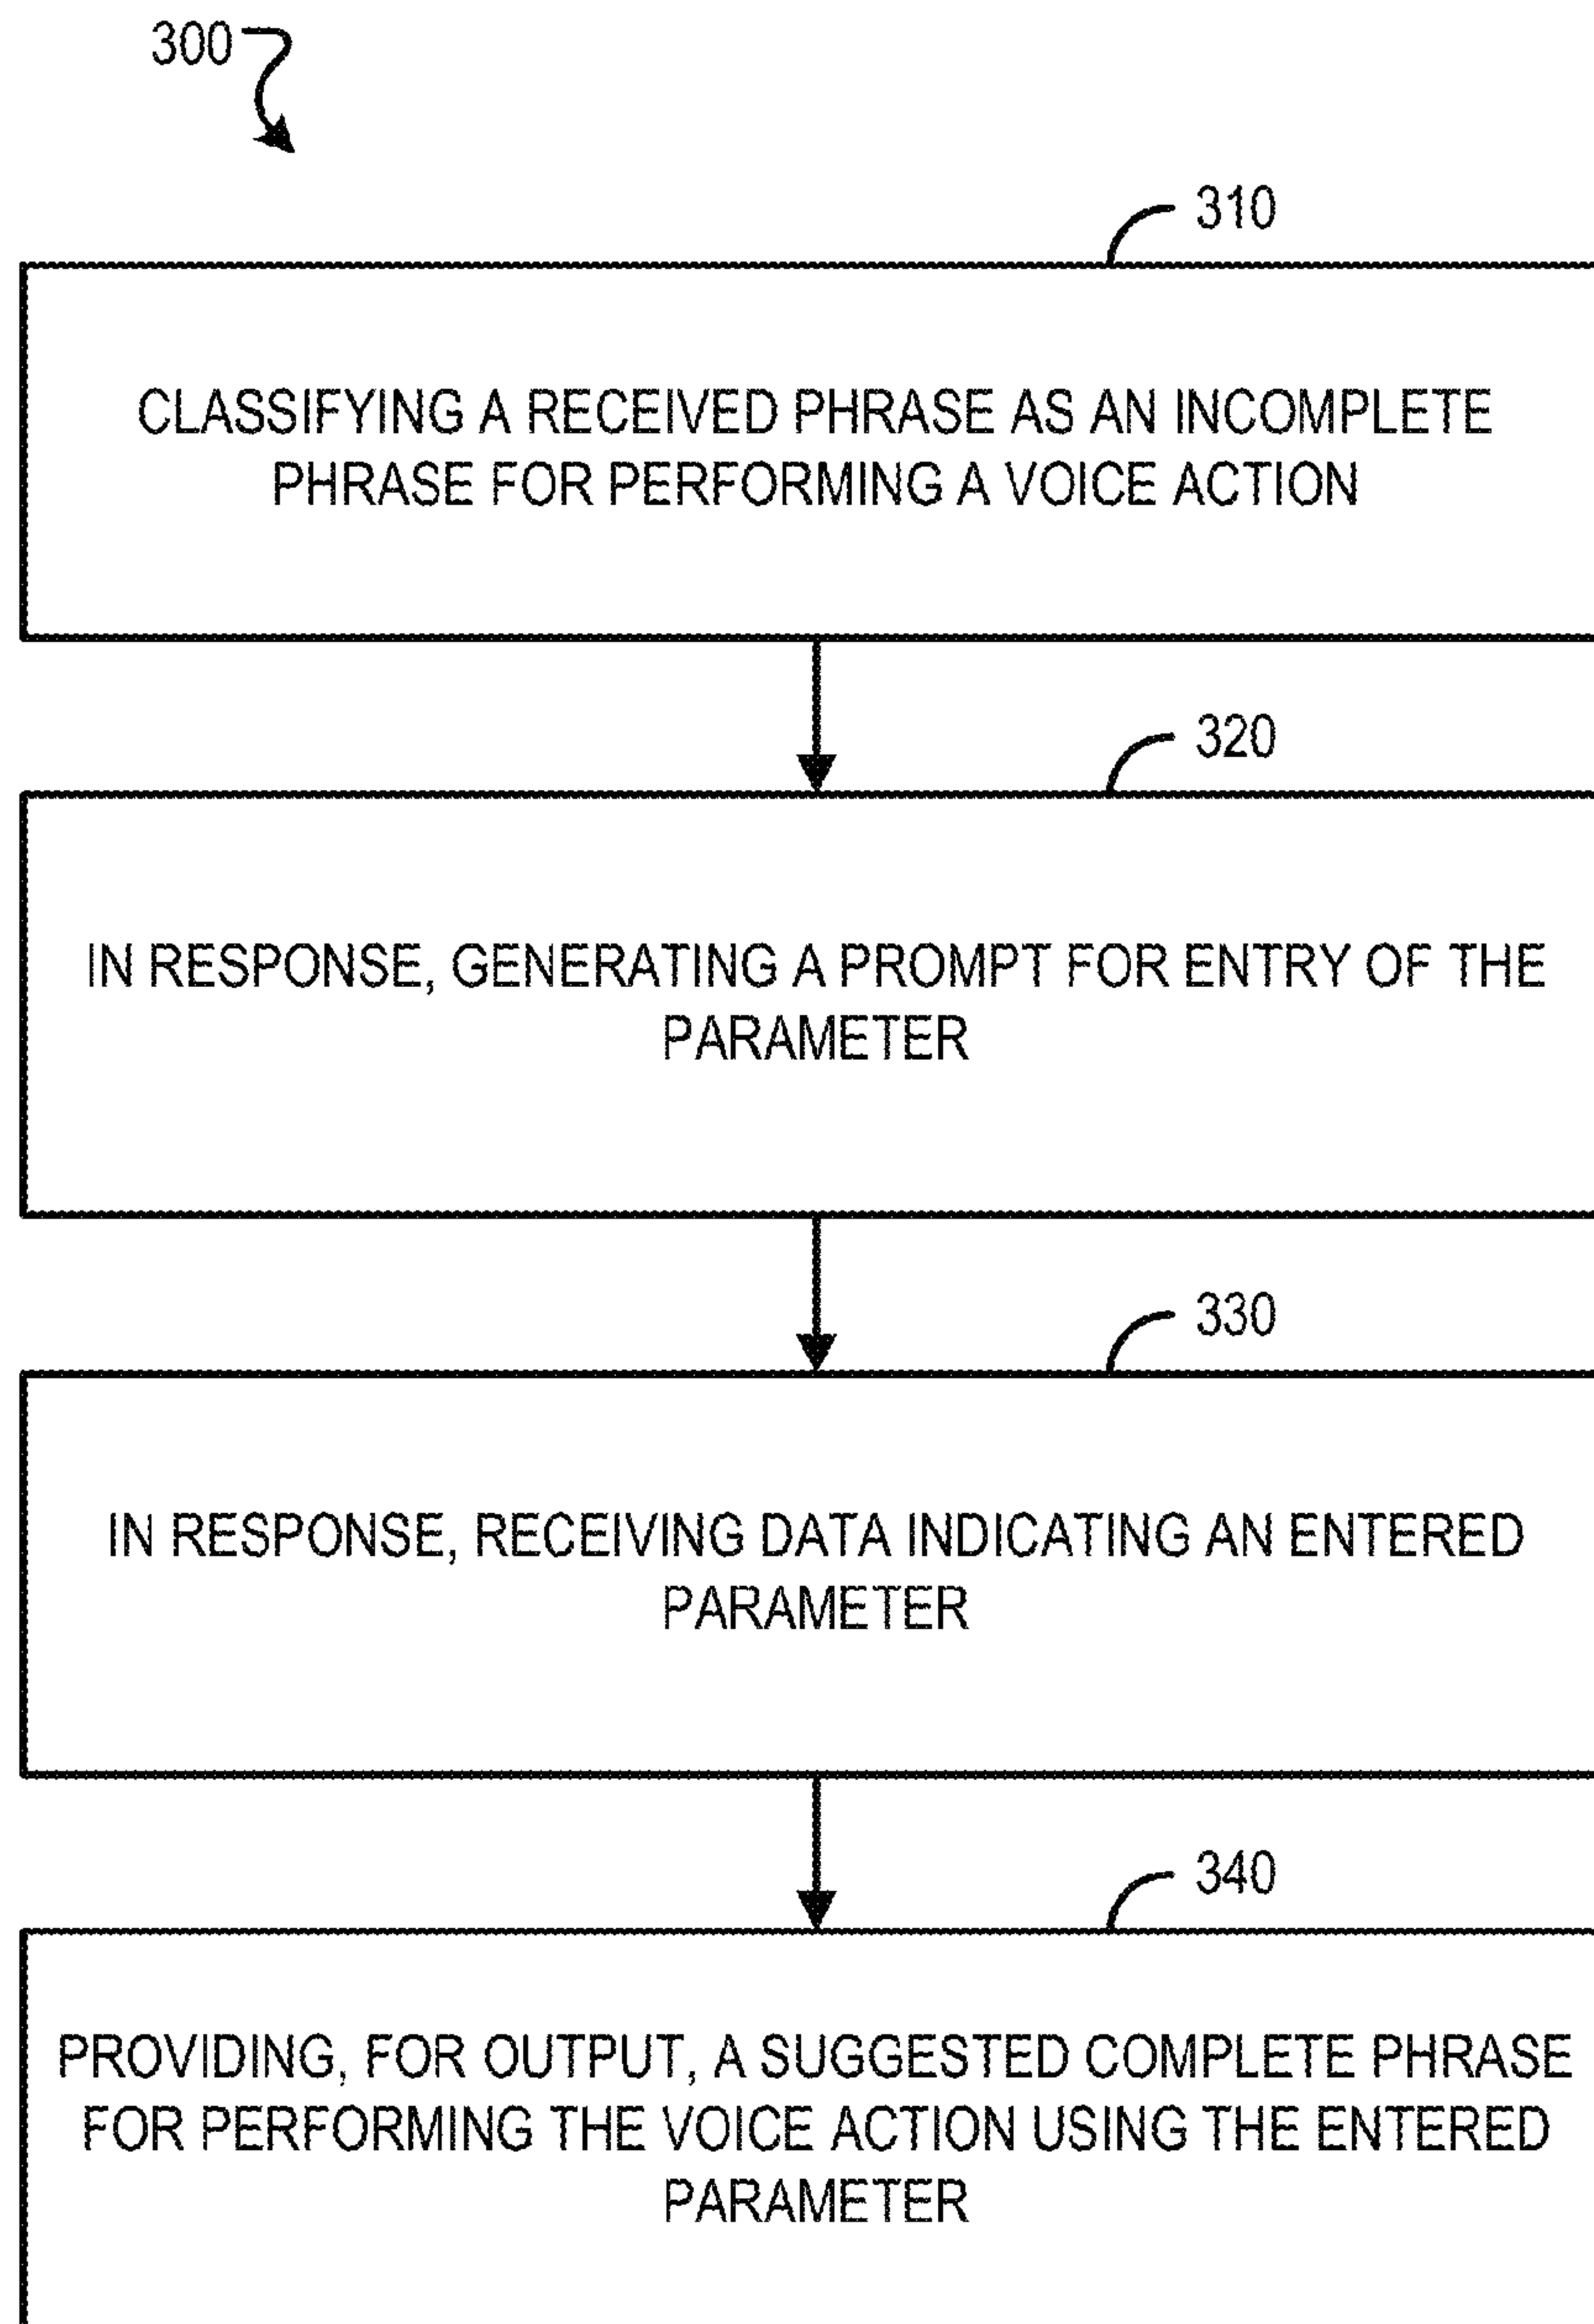 300
310
CLASSIFYING A RECEIVED PHRASE AS AN INCOMPLETE
PHRASE FOR PERFORMING A VOICE ACTION
320
IN RESPONSE, GENERATING A PROMPT FOR ENTRY OF THE
PARAMETER
330
IN RESPONSE, RECEIVING DATA INDICATING AN ENTERED
PARAMETER
340
PROVIDING, FOR OUTPUT, A SUGGESTED COMPLETE PHRASE
FOR PERFORMING THE VOICE ACTION USING THE ENTERED
PARAMETER